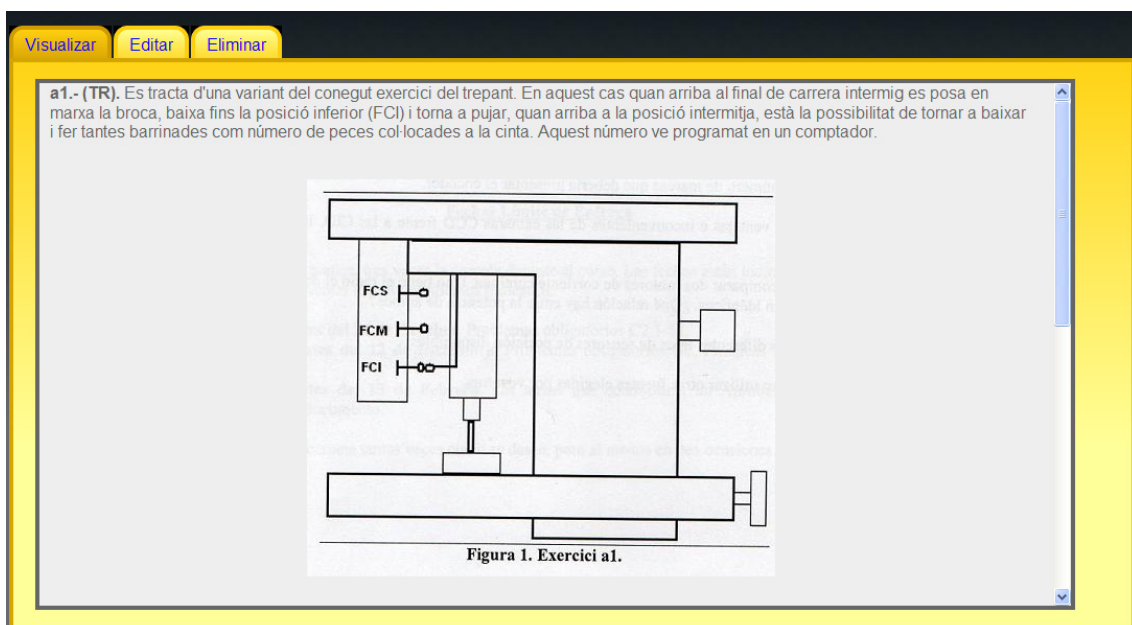 Visualizar Editar Eliminar
a1.- (TR). Es tracta d'una variant del conegut exercici del trepant. En aquest cas quan arriba al final de carrera intermig es posa en
marxa la broca, baixa fins la posició inferior (FCI) i torna a pujar, quan arriba a la posició intermitja, està la possibilitat de tornar a baixar
i fer tantes barrinades com número de peces col·locades a la cinta. Aquest número ve programat en un comptador.
FCS
FCM
FCI
Figura 1. Exercici a1.